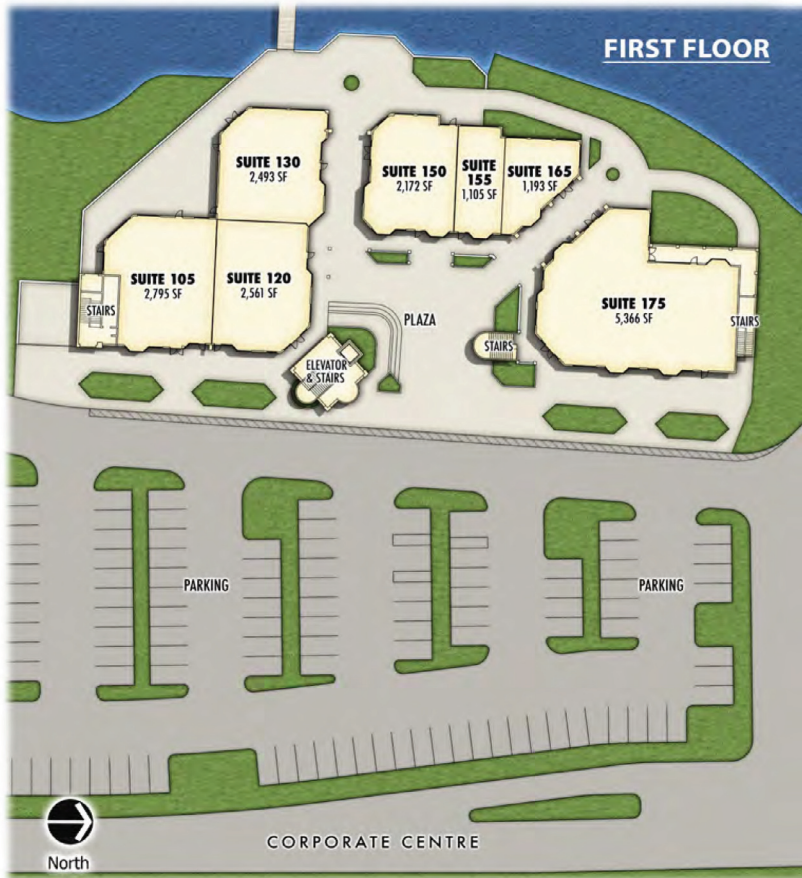 FIRST FLOOR
SUITE 130
2,493 SF
SUITE 150
2,172 SF
SUITE
155
1,105 SF
SUITE 165
1,193 SF
SUITE 105
2,795 SF
SUITE 120
2,561 SF
SUITE 175
5,366 SF
STAIRS
PLAZA
STAIRS
STAIRS
ELEVATOR
& STAIRS
PARKING
PARKING
CORPORATE CENTRE
North